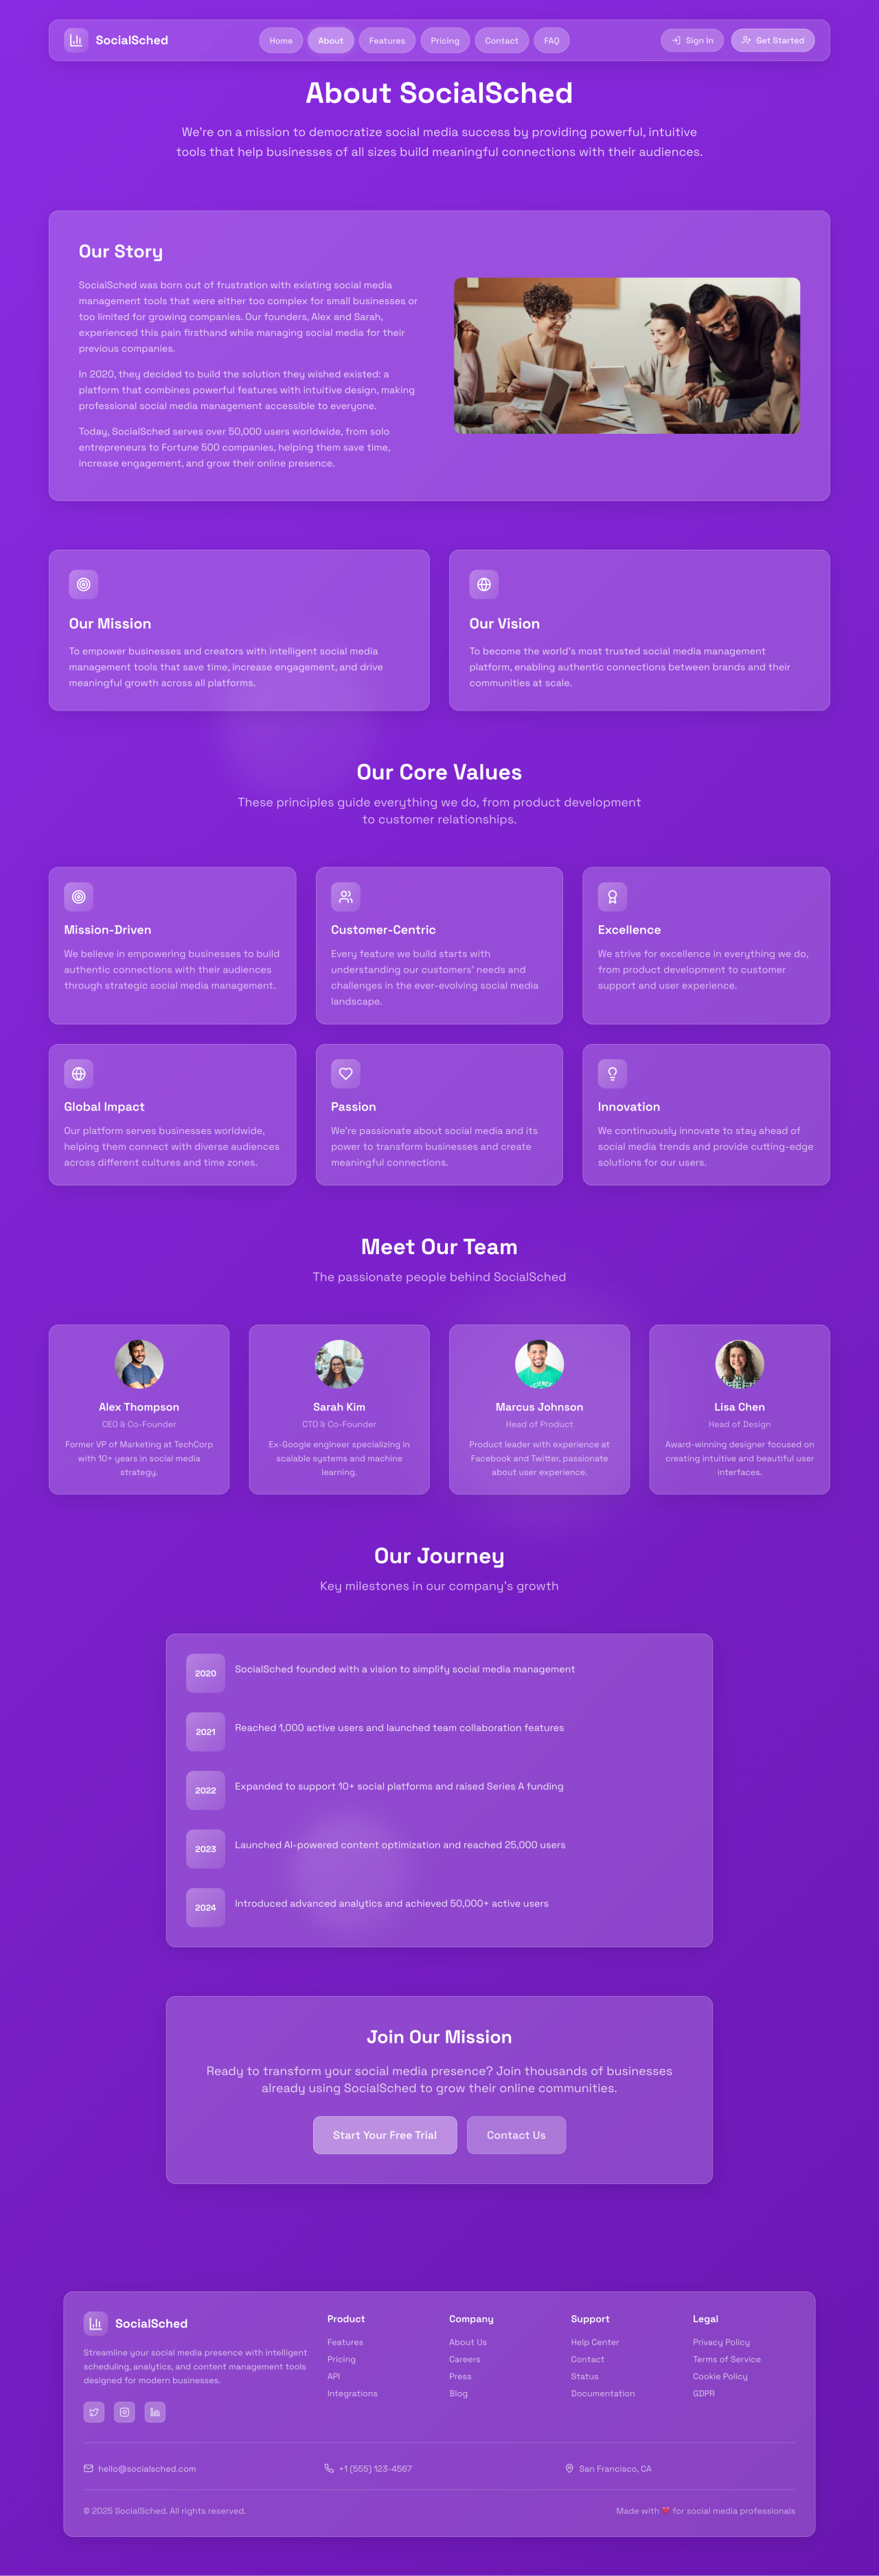 SocialSched
Home
About
Features
Pricing
Contact
FAQ
Sign In
Get Started
About SocialSched
We're on a mission to democratize social media success by providing powerful, intuitive
tools that help businesses of all sizes build meaningful connections with their audiences.
Our Story
SocialSched was born out of frustration with existing social media
management tools that were either too complex for small businesses or
too limited for growing companies. Our founders, Alex and Sarah,
experienced this pain firsthand while managing social media for their
previous companies.
In 2020, they decided to build the solution they wished existed: a
platform that combines powerful features with intuitive design, making
professional social media management accessible to everyone.
Today, SocialSched serves over 50,000 users worldwide, from solo
entrepreneurs to Fortune 500 companies, helping them save time,
increase engagement, and grow their online presence.
Our Mission
To empower businesses and creators with intelligent social media
management tools that save time, increase engagement, and drive
meaningful growth across all platforms.
Our Vision
To become the world's most trusted social media management
platform, enabling authentic connections between brands and their
communities at scale.
Our Core Values
These principles guide everything we do, from product development
to customer relationships.
Mission-Driven
We believe in empowering businesses to build
authentic connections with their audiences
through strategic social media management.
Customer-Centric
Every feature we build starts with
understanding our customers' needs and
challenges in the ever-evolving social media
landscape.
Excellence
We strive for excellence in everything we do,
from product development to customer
support and user experience.
Global Impact
Our platform serves businesses worldwide,
helping them connect with diverse audiences
across different cultures and time zones.
Passion
We're passionate about social media and its
power to transform businesses and create
meaningful connections.
Innovation
We continuously innovate to stay ahead of
social media trends and provide cutting-edge
solutions for our users.
Meet Our Team
The passionate people behind SocialSched
Alex Thompson
CEO & Co-Founder
Former VP of Marketing at TechCorp
with 10+ years in social media
strategy.
Sarah Kim
CTO & Co-Founder
Ex-Google engineer specializing in
scalable systems and machine
learning.
SCIENCE
Marcus Johnson
Head of Product
Product leader with experience at
Facebook and Twitter, passionate
about user experience.
Lisa Chen
Head of Design
Award-winning designer focused on
creating intuitive and beautiful user
interfaces.
Our Journey
Key milestones in our company's growth
2020
SocialSched founded with a vision to simplify social media management
2021
Reached 1,000 active users and launched team collaboration features
2022
Expanded to support 10+ social platforms and raised Series A funding
2023
Launched AI-powered content optimization and reached 25,000 users
2024
Introduced advanced analytics and achieved 50,000+ active users
Join Our Mission
Ready to transform your social media presence? Join thousands of businesses
already using SocialSched to grow their online communities.
Start Your Free Trial
Contact Us
SocialSched
Streamline your social media presence with intelligent
scheduling, analytics, and content management tools
designed for modern businesses.
Product
Features
Pricing
API
Integrations
Company
About Us
Careers
Press
Blog
Support
Help Center
Contact
Status
Documentation
Legal
Privacy Policy
Terms of Service
Cookie Policy
GDPR
hello@socialsched.com
+1 (555) 123-4567
San Francisco, CA
© 2025 SocialSched. All rights reserved.
Made with ❤️ for social media professionals